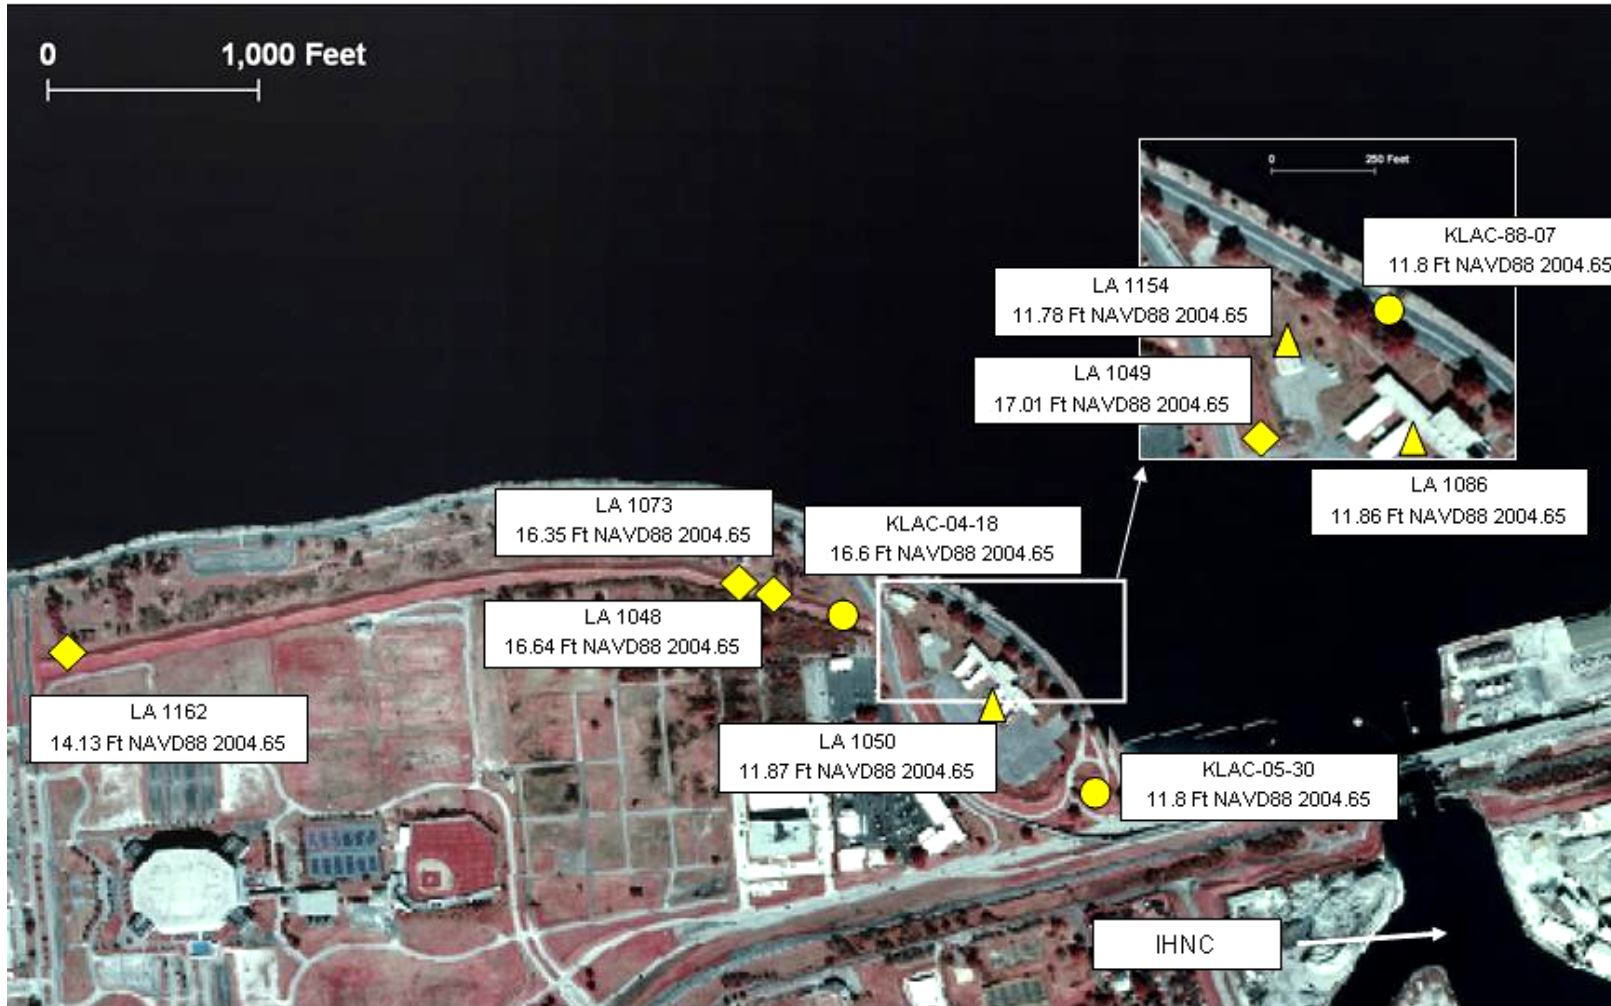 0 1,000 Feet
0 250 Feet
KLAC-88-07
11.8 Ft NAVD88 2004.65
LA 1154
11.78 Ft NAVD88 2004.65
LA 1049
17.01 Ft NAVD88 2004.65
LA 1086
11.86 Ft NAVD88 2004.65
LA 1073
16.35 Ft NAVD88 2004.65
KLAC-04-18
16.6 Ft NAVD88 2004.65
LA 1048
16.64 Ft NAVD88 2004.65
LA 1162
14.13 Ft NAVD88 2004.65
LA 1050
11.87 Ft NAVD88 2004.65
KLAC-05-30
11.8 Ft NAVD88 2004.65
IHNC